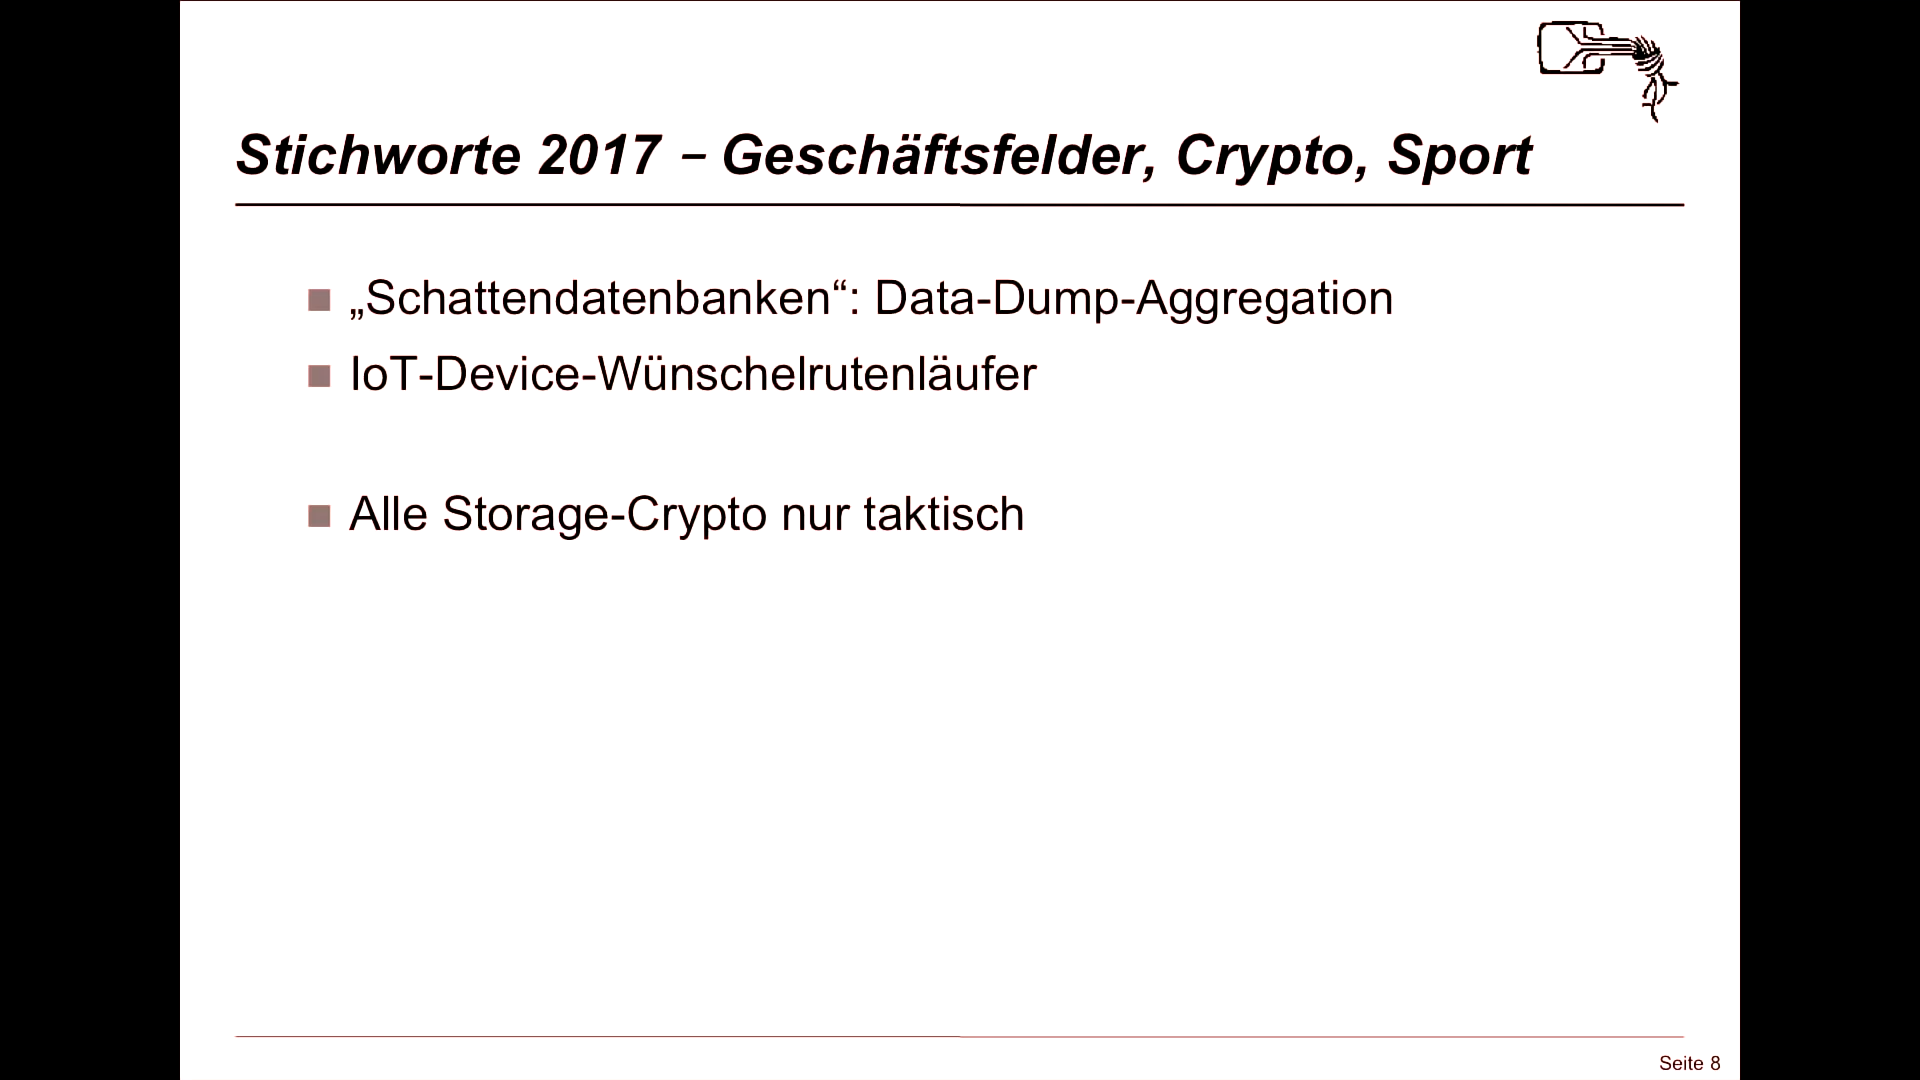 Stichworte 2017 – Geschäftsfelder, Crypto, Sport
„Schattendatenbanken“: Data-Dump-Aggregation
IoT-Device-Wünschelrutenläufer
Alle Storage-Crypto nur taktisch
Seite 8